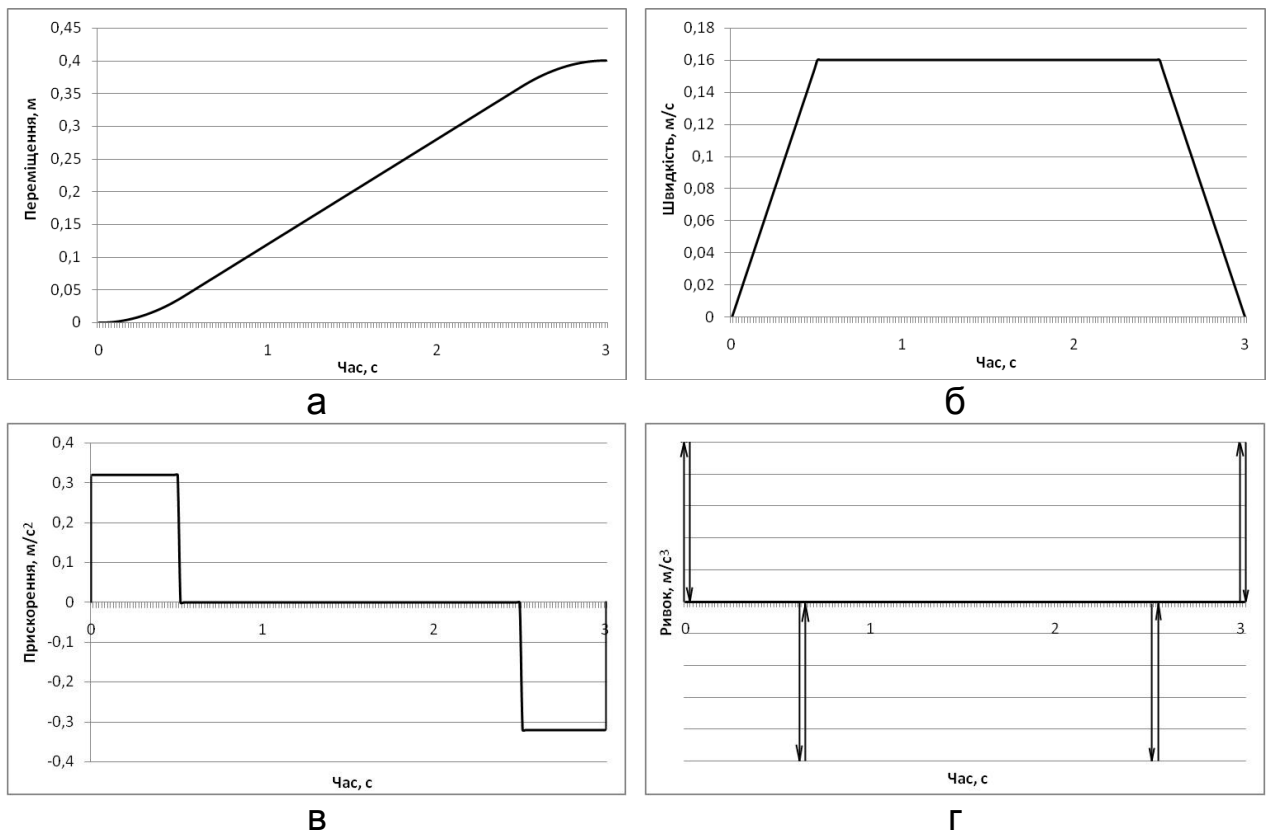 0,45
0,4
0,35
0,3
0,25
0,2
0,15
0,1
0,05
0
Переміщення, м
0 1 2 3
Час, с
а
0,18
0,16
0,14
0,12
0,1
0,08
0,06
0,04
0,02
0
Швидкість, м/с
0 1 2 3
Час, с
б
0,4
0,3
0,2
0,1
0
-0,1
-0,2
-0,3
-0,4
Прискорення, м/с²
0 1 2 3
Час, с
в
Ривок, м/с³
0 1 2 3
Час, с
г